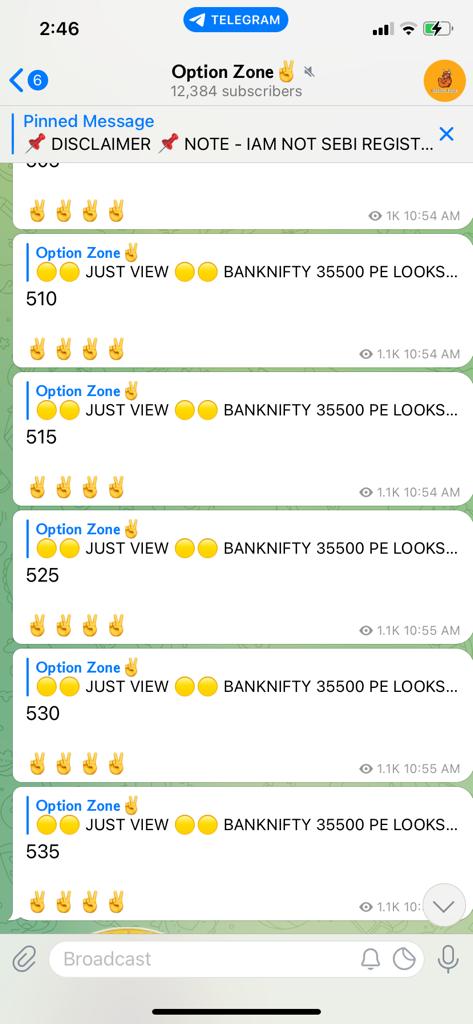 2:46
TELEGRAM
6
Option Zone✌️
12,384 subscribers
Pinned Message
📌 DISCLAIMER 📌 NOTE - IAM NOT SEBI REGIST...
✌️ ✌️ ✌️ ✌️
1K 10:54 AM
Option Zone✌️
🟡🟡 JUST VIEW 🟡🟡 BANKNIFTY 35500 PE LOOKS...
510
✌️ ✌️ ✌️ ✌️
1.1K 10:54 AM
Option Zone✌️
🟡🟡 JUST VIEW 🟡🟡 BANKNIFTY 35500 PE LOOKS...
515
✌️ ✌️ ✌️ ✌️
1.1K 10:54 AM
Option Zone✌️
🟡🟡 JUST VIEW 🟡🟡 BANKNIFTY 35500 PE LOOKS...
525
✌️ ✌️ ✌️ ✌️
1.1K 10:55 AM
Option Zone✌️
🟡🟡 JUST VIEW 🟡🟡 BANKNIFTY 35500 PE LOOKS...
530
✌️ ✌️ ✌️ ✌️
1.1K 10:55 AM
Option Zone✌️
🟡🟡 JUST VIEW 🟡🟡 BANKNIFTY 35500 PE LOOKS...
535
✌️ ✌️ ✌️ ✌️
1.1K 10:
Broadcast